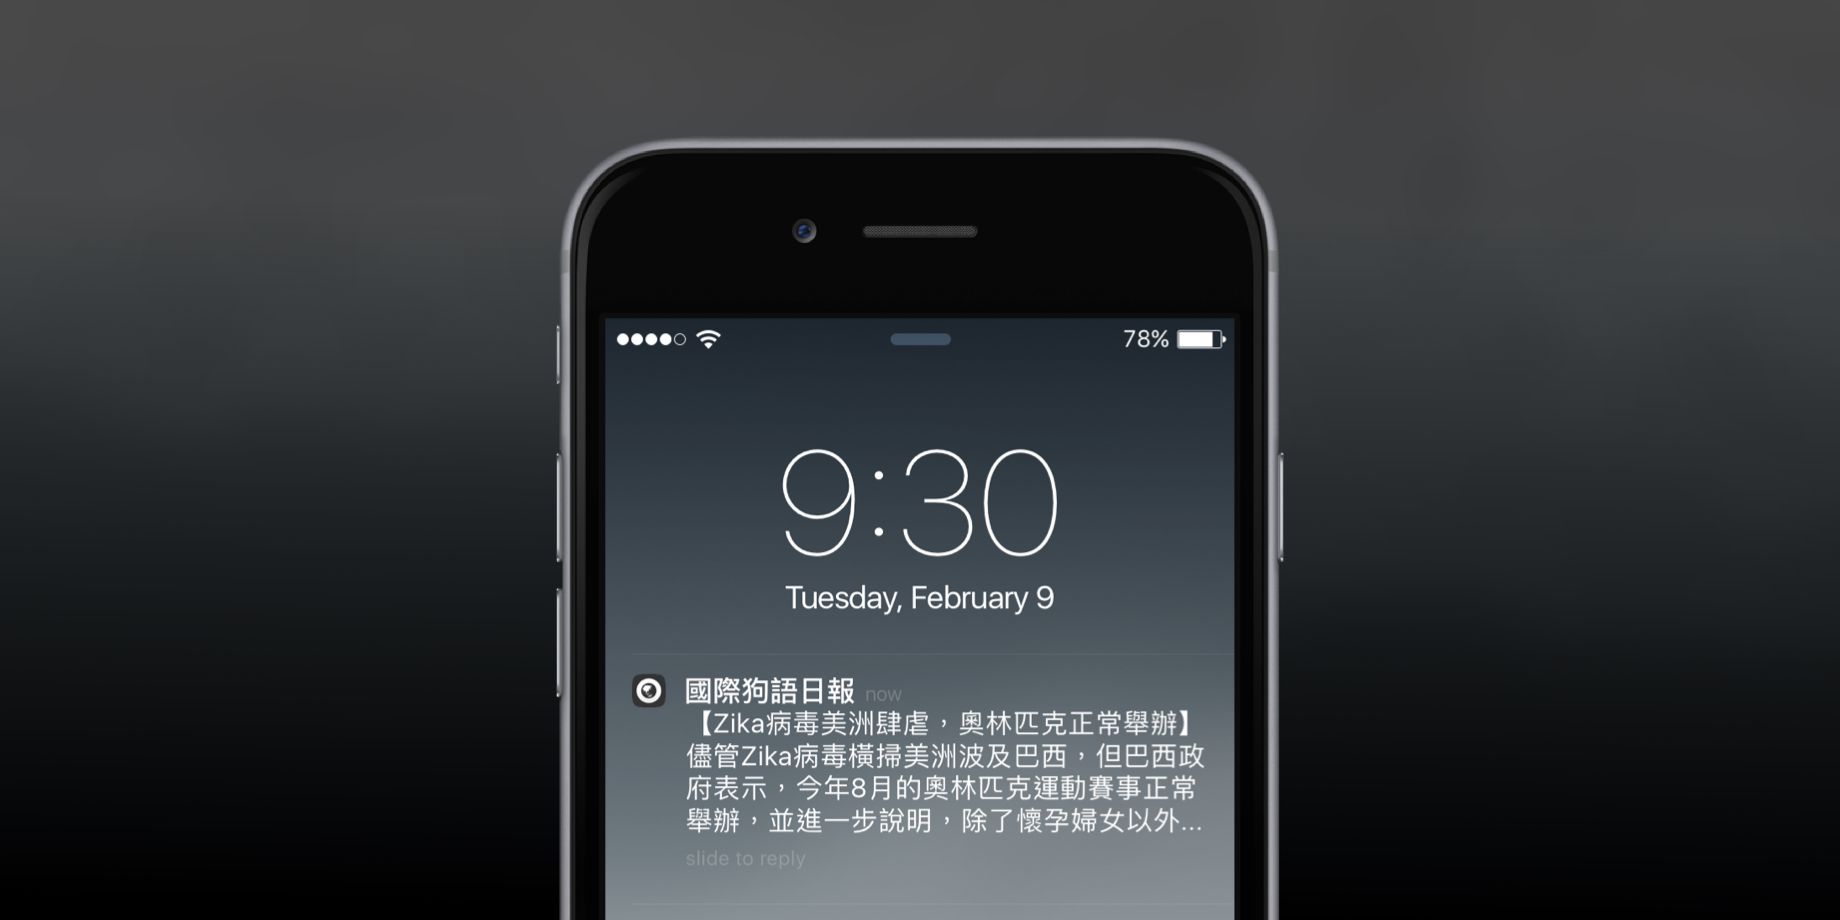 78%
9:30
Tuesday, February 9
國際狗語日報 now
【Zika病毒美洲肆虐，奧林匹克正常舉辦】
儘管Zika病毒橫掃美洲波及巴西，但巴西政
府表示，今年8月的奧林匹克運動賽事正常
舉辦，並進一步說明，除了懷孕婦女以外...
slide to reply